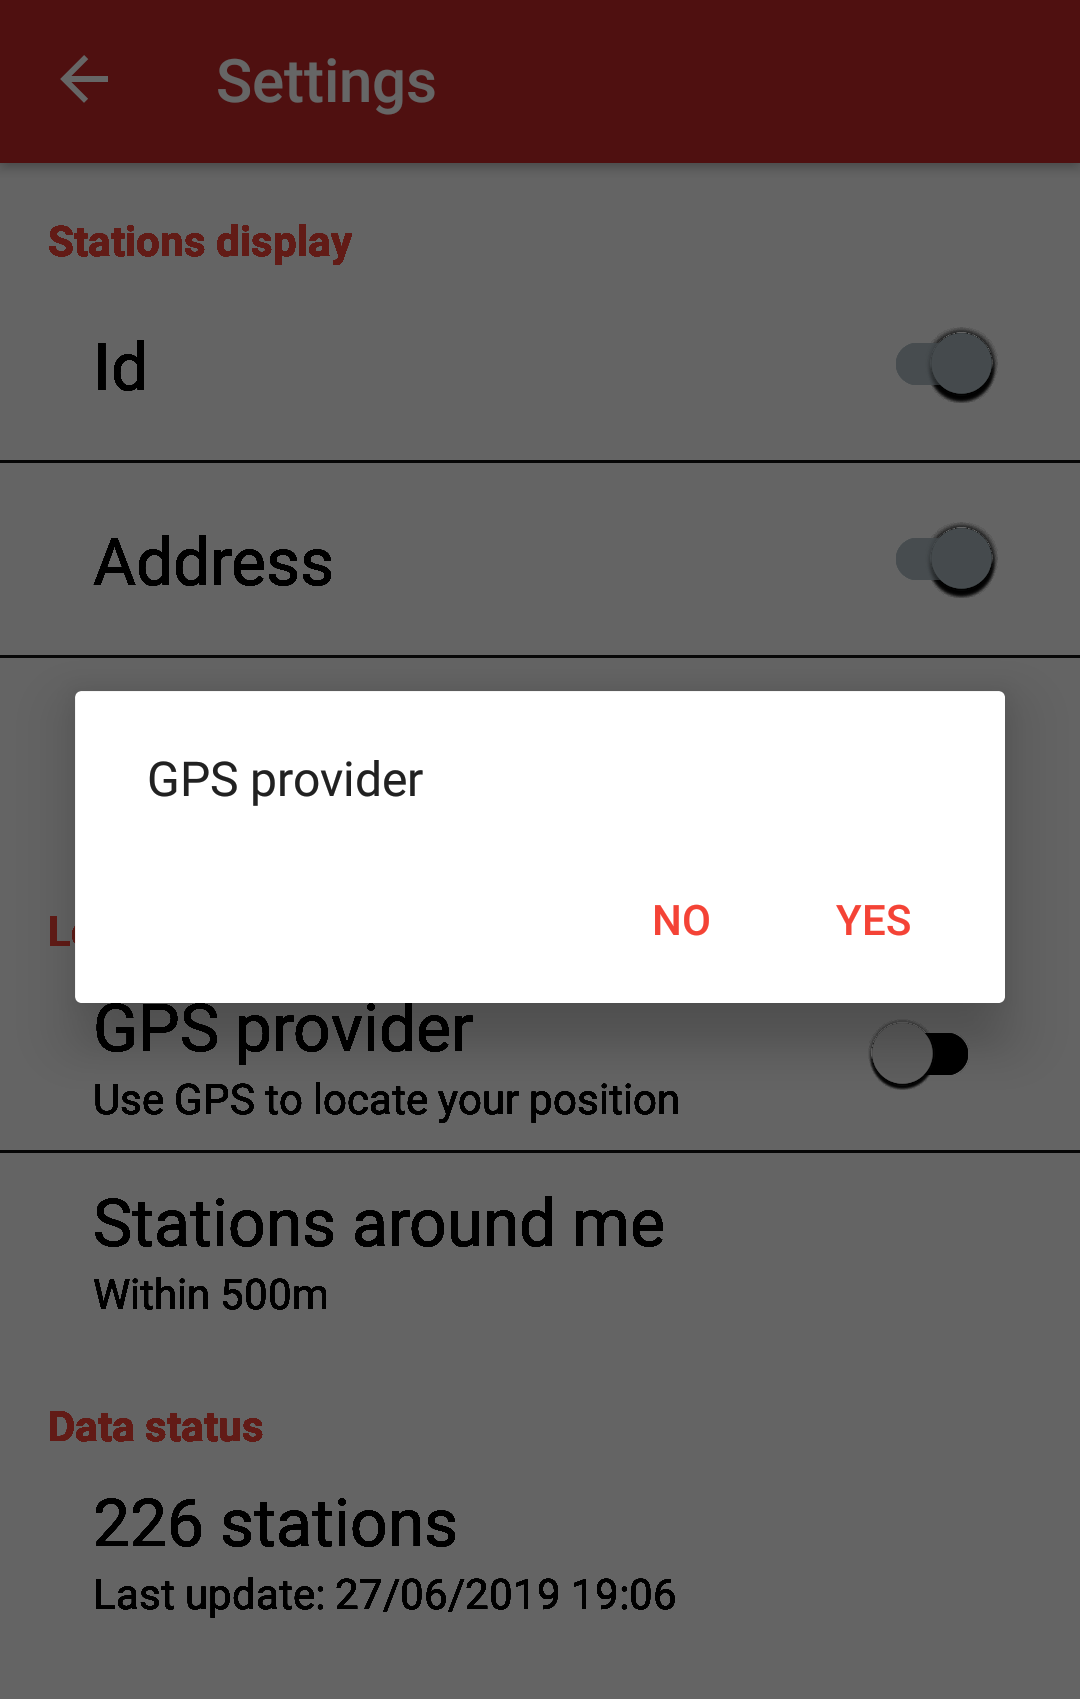 Settings
Stations display
Id
Address
GPS provider
NO YES
GPS provider
Use GPS to locate your position
Stations around me
Within 500m
Data status
226 stations
Last update: 27/06/2019 19:06